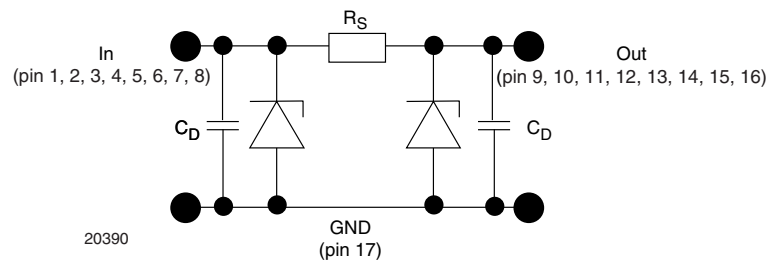 R_S
In
Out
(pin 1, 2, 3, 4, 5, 6, 7, 8)
(pin 9, 10, 11, 12, 13, 14, 15, 16)
C_D
C_D
GND
(pin 17)
20390